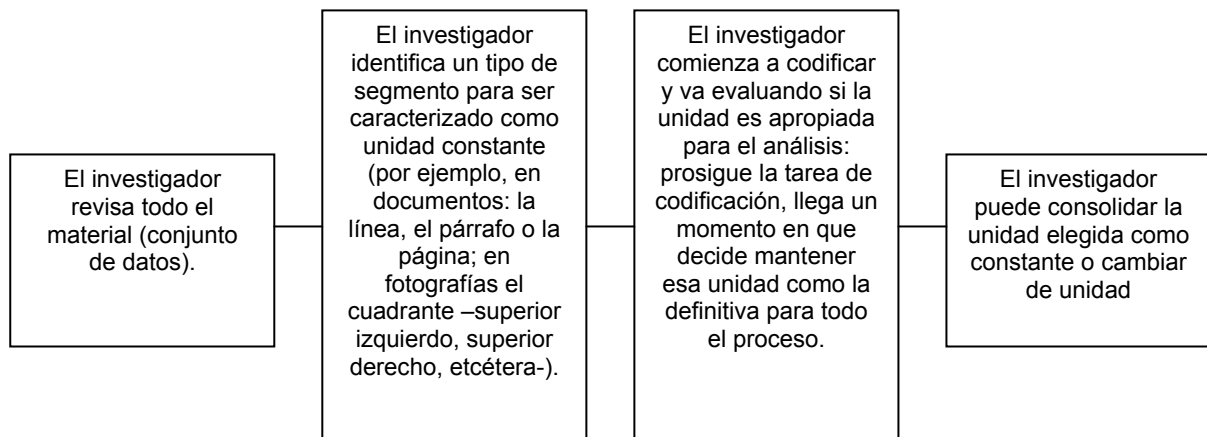 El investigador
revisa todo el
material (conjunto
de datos).
El investigador
identifica un tipo de
segmento para ser
caracterizado como
unidad constante
(por ejemplo, en
documentos: la
línea, el párrafo o la
página; en
fotografías el
cuadrante –superior
izquierdo, superior
derecho, etcétera-).
El investigador
comienza a codificar
y va evaluando si la
unidad es apropiada
para el análisis:
prosigue la tarea de
codificación, llega un
momento en que
decide mantener
esa unidad como la
definitiva para todo
el proceso.
El investigador
puede consolidar la
unidad elegida como
constante o cambiar
de unidad